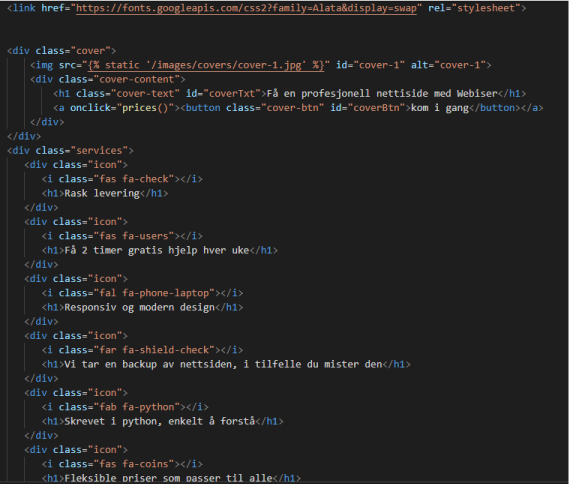 <link href="https://fonts.googleapis.com/css2?family=Alata&display=swap" rel="stylesheet">
<div class="cover">
<img src="{% static '/images/covers/cover-1.jpg' %}" id="cover-1" alt="cover-1">
<div class="cover-content">
<h1 class="cover-text" id="coverTxt">Få en profesjonell nettiside med Webiser</h1>
<a onclick="prices()"><button class="cover-btn" id="coverBtn">kom i gang</button></a>
</div>
</div>
<div class="services">
<div class="icon">
<i class="fas fa-check"></i>
<h1>Rask levering</h1>
</div>
<div class="icon">
<i class="fas fa-users"></i>
<h1>Få 2 timer gratis hjelp hver uke</h1>
</div>
<div class="icon">
<i class="fal fa-phone-laptop"></i>
<h1>Responsiv og modern design</h1>
</div>
<div class="icon">
<i class="far fa-shield-check"></i>
<h1>Vi tar en backup av nettsiden, i tilfelle du mister den</h1>
</div>
<div class="icon">
<i class="fab fa-python"></i>
<h1>Skrevet i python, enkelt å forstå</h1>
</div>
<div class="icon">
<i class="fas fa-coins"></i>
<h1>Fleksible priser som passer til alle</h1>